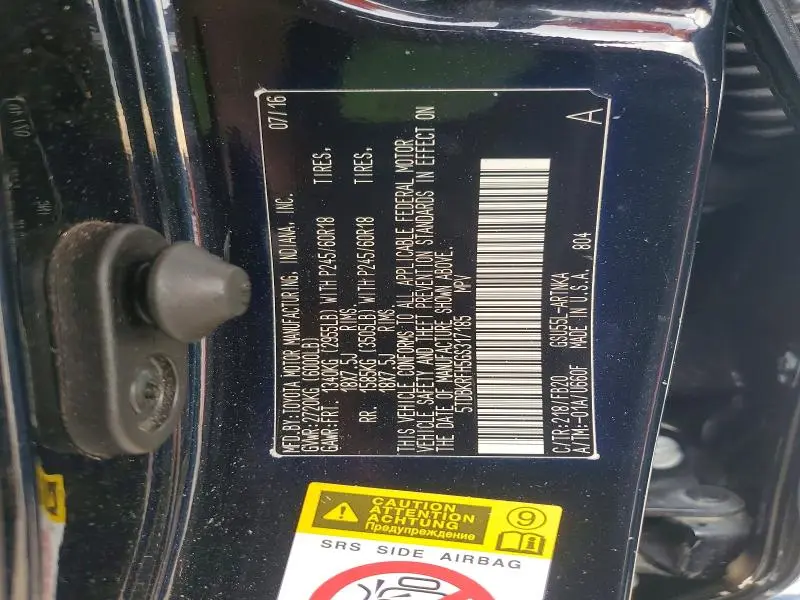 MFD.BY:TOYOTA MOTOR MANUFACTURING, INDIANA, INC. 07/16
GVWR:2720KG(6000LB)
GAWR:FRT. 1340KG(2955LB)WITH P245/60R18 TIRES,
18X7.5J RIMS
RR. 1585KG(3505LB)WITH P245/60R18 TIRES,
18X7.5J RIMS
THIS VEHICLE CONFORMS TO ALL APPLICABLE FEDERAL MOTOR
VEHICLE SAFETY AND THEFT PREVENTION STANDARDS IN EFFECT ON
THE DATE OF MANUFACTURE SHOWN ABOVE.
5TDBKRFH5GS317185 MPV
C/TR:218/FB20 GSU55L-ARTNKA
A/TM:-01A/U660F MADE IN U.S.A. 804
A
CAUTION
ATTENTION
ACHTUNG
Предупреждение
9
i
SRS SIDE AIRBAG